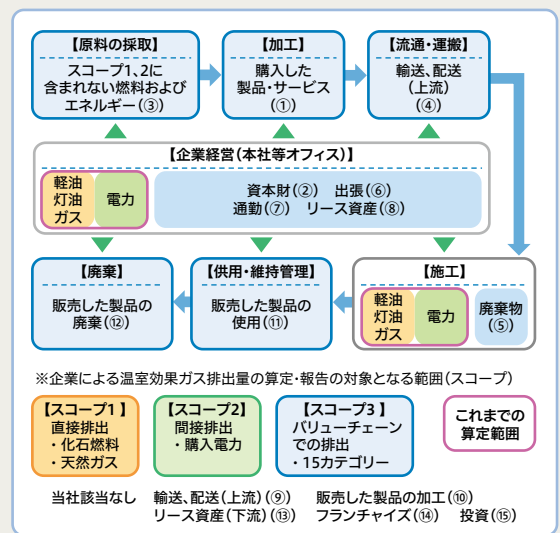 【原料の採取】
スコープ1、2に
含まれない燃料および
エネルギー(③)
【加工】
購入した
製品・サービス
(①)
【流通・運搬】
輸送、配送
(上流)
(④)
【企業経営(本社等オフィス)】
軽油
灯油
ガス
電力
資本財(②) 出張(⑥)
通勤(⑦) リース資産(⑧)
【廃棄】
販売した製品の
廃棄(⑫)
【供用・維持管理】
販売した製品の
使用(⑪)
【施工】
軽油
灯油
ガス
電力
廃棄物
(⑤)
※企業による温室効果ガス排出量の算定・報告の対象となる範囲(スコープ)
【スコープ1】
直接排出
・化石燃料
・天然ガス
【スコープ2】
間接排出
・購入電力
【スコープ3】
バリューチェーン
での排出
・15カテゴリー
これまでの
算定範囲
当社該当なし 輸送、配送(上流)(⑨) 販売した製品の加工(⑩)
リース資産(下流)(⑬) フランチャイズ(⑭) 投資(⑮)